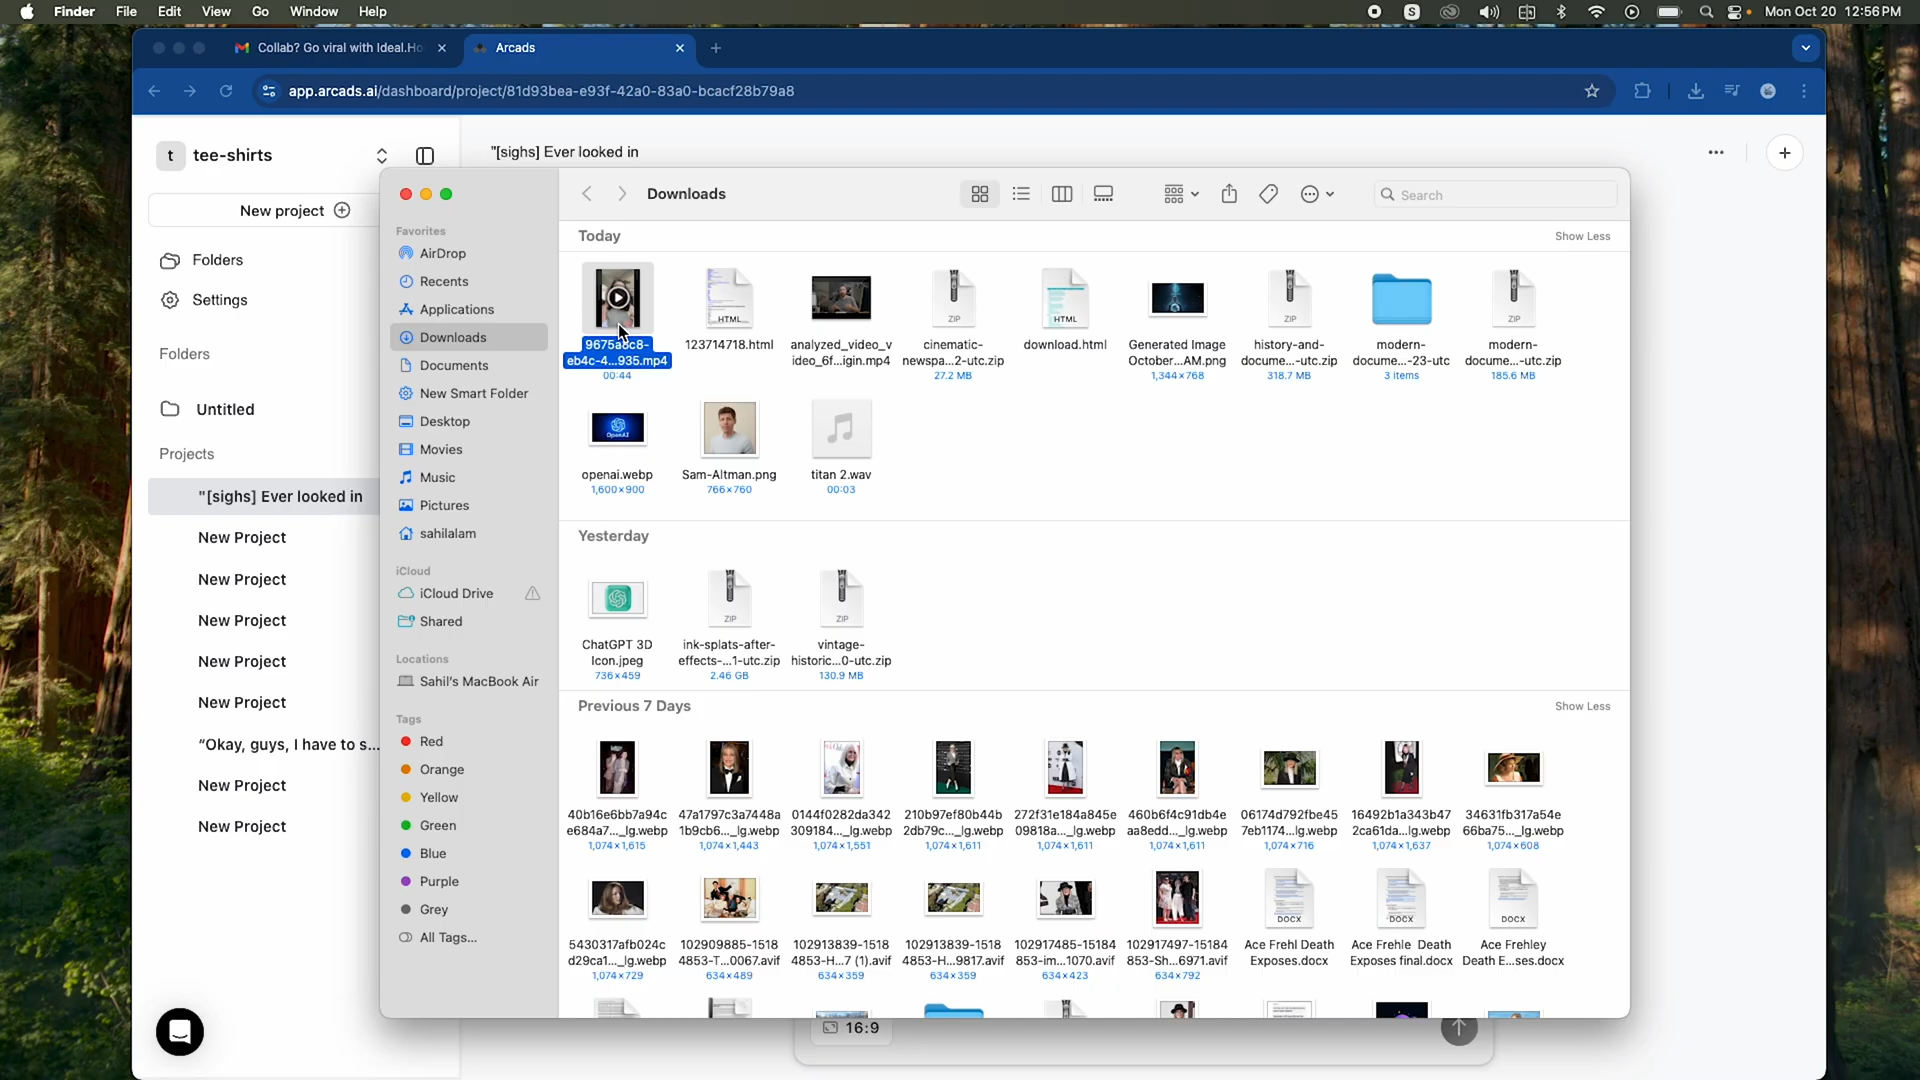 Finder File Edit View Go Window Help
S
Mon Oct 20 12:56 PM
Collab? Go viral with Ideal.Ho
Arcads
app.arcads.ai/dashboard/project/81d93bea-e93f-42a0-83a0-bcacf28b79a8
t tee-shirts
"[sighs] Ever looked in
New project
Folders
Settings
Folders
Untitled
Projects
"[sighs] Ever looked in
New Project
New Project
New Project
New Project
New Project
"Okay, guys, I have to s...
New Project
New Project
Favorites
AirDrop
Recents
Applications
Downloads
Documents
New Smart Folder
Desktop
Movies
Music
Pictures
sahilalam
iCloud
iCloud Drive
Shared
Locations
Sahil's MacBook Air
Tags
Red
Orange
Yellow
Green
Blue
Purple
Grey
All Tags...
Downloads
Search
Today
Show Less
HTML
ZIP
HTML
ZIP
ZIP
9675a8c8-
eb4c-4...935.mp4
00:44
123714718.html
analyzed_video_v
ideo_6f...igin.mp4
cinematic-
newspa...2-utc.zip
27.2 MB
download.html
Generated Image
October...AM.png
1,344×768
history-and-
docume...-utc.zip
318.7 MB
modern-
docume...-23-utc
3 items
modern-
docume...-utc.zip
185.6 MB
OpenAI
openai.webp
1,600×900
Sam-Altman.png
766×760
titan 2.wav
00:03
Yesterday
ZIP
ZIP
ChatGPT 3D
Icon.jpeg
736×459
ink-splats-after-
effects-...1-utc.zip
2.46 GB
vintage-
historic...0-utc.zip
130.9 MB
Previous 7 Days
Show Less
40b16e6bb7a94c
e684a7..._lg.webp
1,074×1,615
47a1797c3a7448a
1b9cb6..._lg.webp
1,074×1,443
0144f0282da342
309184..._lg.webp
1,074×1,551
210b97ef80b44b
2db79c..._lg.webp
1,074×1,611
272f31e184a845e
09818a..._lg.webp
1,074×1,611
460b6f4c91db4e
aa8edd..._lg.webp
1,074×1,611
06174d792fbe45
7eb1174...lg.webp
1,074×716
16492b1a343b47
2ca61da...lg.webp
1,074×1,637
34631fb317a54e
66ba75..._lg.webp
1,074×608
DOCX
DOCX
DOCX
5430317afb024c
d29ca1..._lg.webp
1,074×729
102909885-1518
4853-T...0067.avif
634×489
102913839-1518
4853-H...7 (1).avif
634×359
102913839-1518
4853-H...9817.avif
634×359
102917485-15184
853-im...1070.avif
634×423
102917497-15184
853-Sh...6971.avif
634×792
Ace Frehl Death
Exposes.docx
Ace Frehle Death
Exposes final.docx
Ace Frehley
Death E...ses.docx
16:9